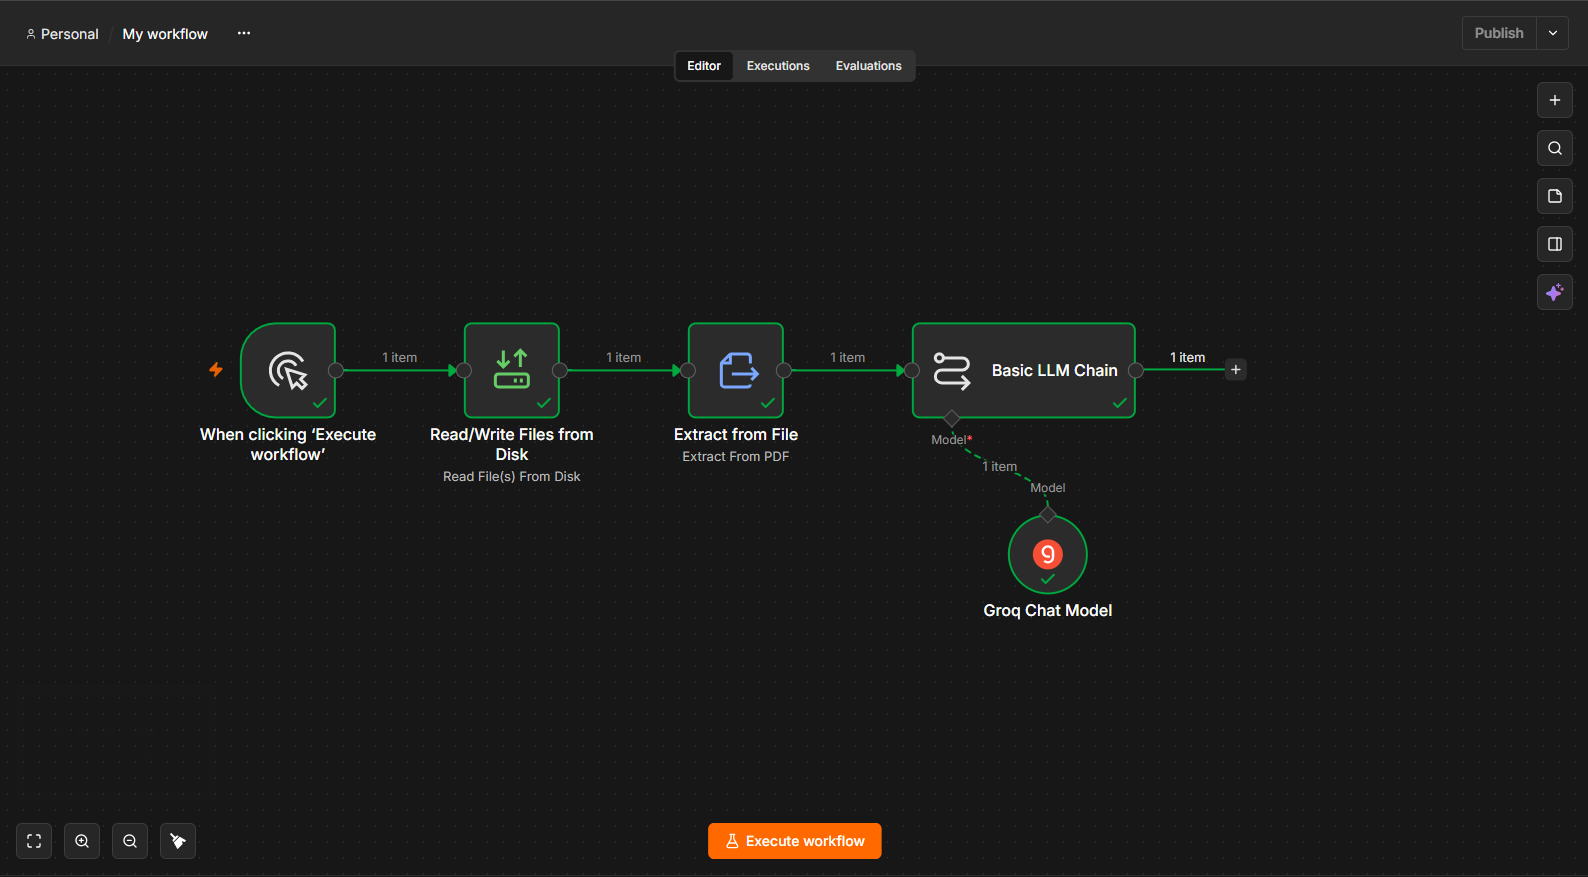 Personal
My workflow
...
Publish
Editor
Executions
Evaluations
1 item
1 item
1 item
1 item
Basic LLM Chain
When clicking ‘Execute
workflow’
Read/Write Files from
Disk
Read File(s) From Disk
Extract from File
Extract From PDF
Model*
1 item
Model
g
Groq Chat Model
Execute workflow